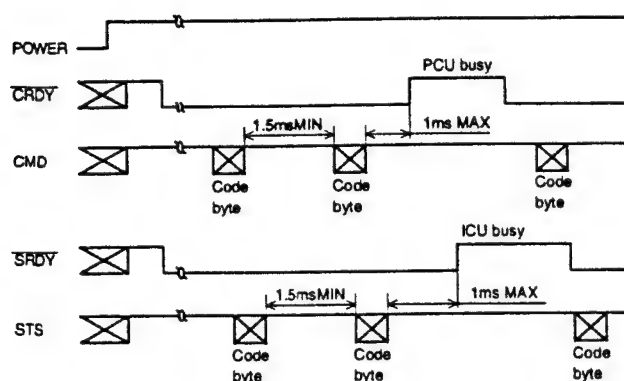 POWER
PCU busy
CRDY
1.5msMIN
1ms MAX
CMD
Code byte
Code byte
Code byte
ICU busy
SRDY
1.5msMIN
1ms MAX
STS
Code byte
Code byte
Code byte